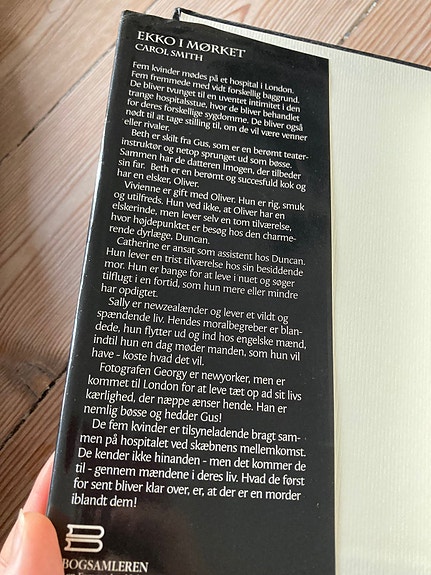 EKKO I MØRKET
CAROL SMITH
Fem kvinder mødes på et hospital i London.
Fem fremmede med vidt forskellig baggrund.
De bliver tvunget til en uventet intimitet i den
trange hospitalsstue, hvor de bliver behandlet
for deres forskellige sygdomme. De bliver også
nødt til at tage stilling til, om de vil være venner
eller rivaler.
Beth er skilt fra Gus, som er en berømt teater-
instruktør og netop sprunget ud som bøsse.
Sammen har de datteren Imogen, der tilbeder
sin far. Beth er en berømt og succesfuld kok og
har en elsker, Oliver.
Vivienne er gift med Oliver. Hun er rig, smuk
og utilfreds. Hun ved ikke, at Oliver har en
elskerinde, men lever selv en tom tilværelse,
hvor højdepunkter er besøg hos den charme-
rende dyrlæge, Duncan.
Catherine er ansat som assistent hos Duncan.
Hun lever en trist tilværelse hos sin besiddende
mor. Hun er bange for at leve i nuet og søger
tilflugt i en fortid, som hun mere eller mindre
har opdigtet.
Sally er newzealænder og lever et vildt og
spændende liv. Hendes moralbegreber er blan-
dede, hun flytter ud og ind hos engelske mænd,
indtil hun en dag møder manden, som hun vil
have - koste hvad det vil.
Fotografen Georgy er newyorker, men er
kommet til London for at leve tæt op ad sit livs
kærlighed, der næppe ænser hende. Han er
nemlig bøsse og hedder Gus!
De fem kvinder er tilsyneladende bragt sam-
men på hospitalet ved skæbnens mellemkomst.
De kender ikke hinanden - men det kommer de
til - gennem mændene i deres liv. Hvad de først
for sent bliver klar over, er, at der er en morder
iblandt dem!
BOGSAMLEREN